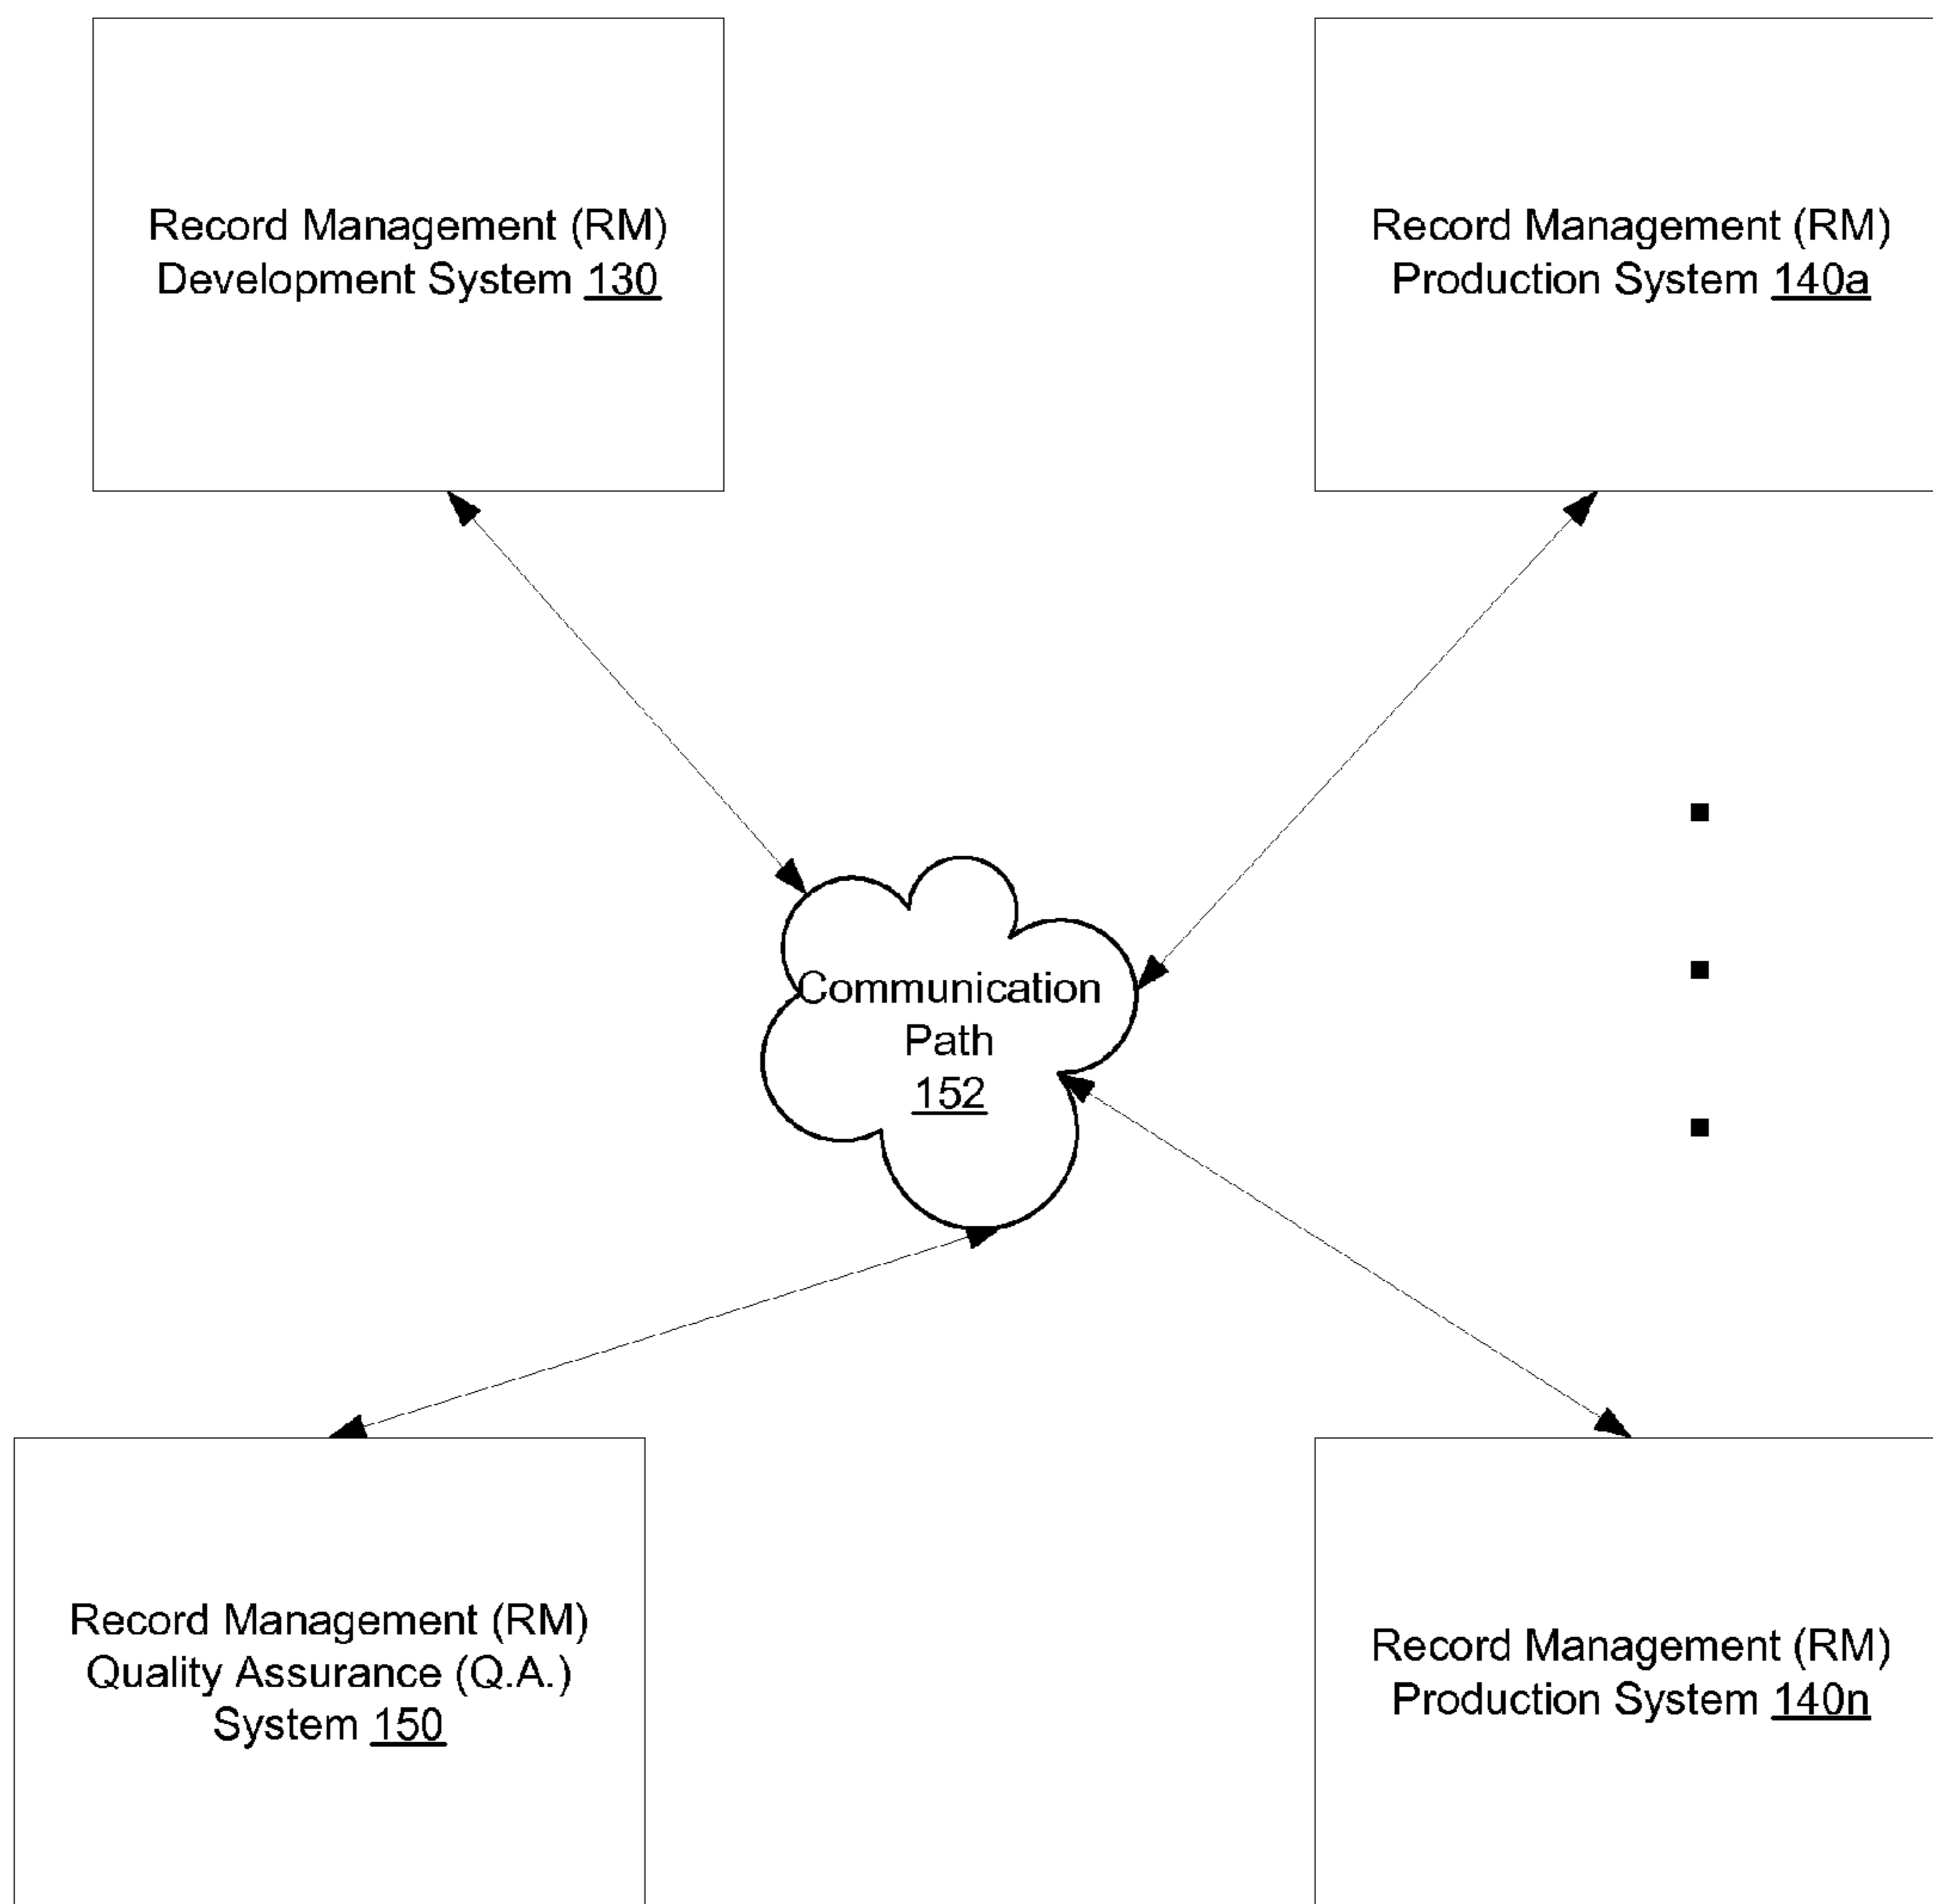 Record Management (RM)
Development System 130
Record Management (RM)
Production System 140a
Communication
Path
152
Record Management (RM)
Quality Assurance (Q.A.)
System 150
Record Management (RM)
Production System 140n